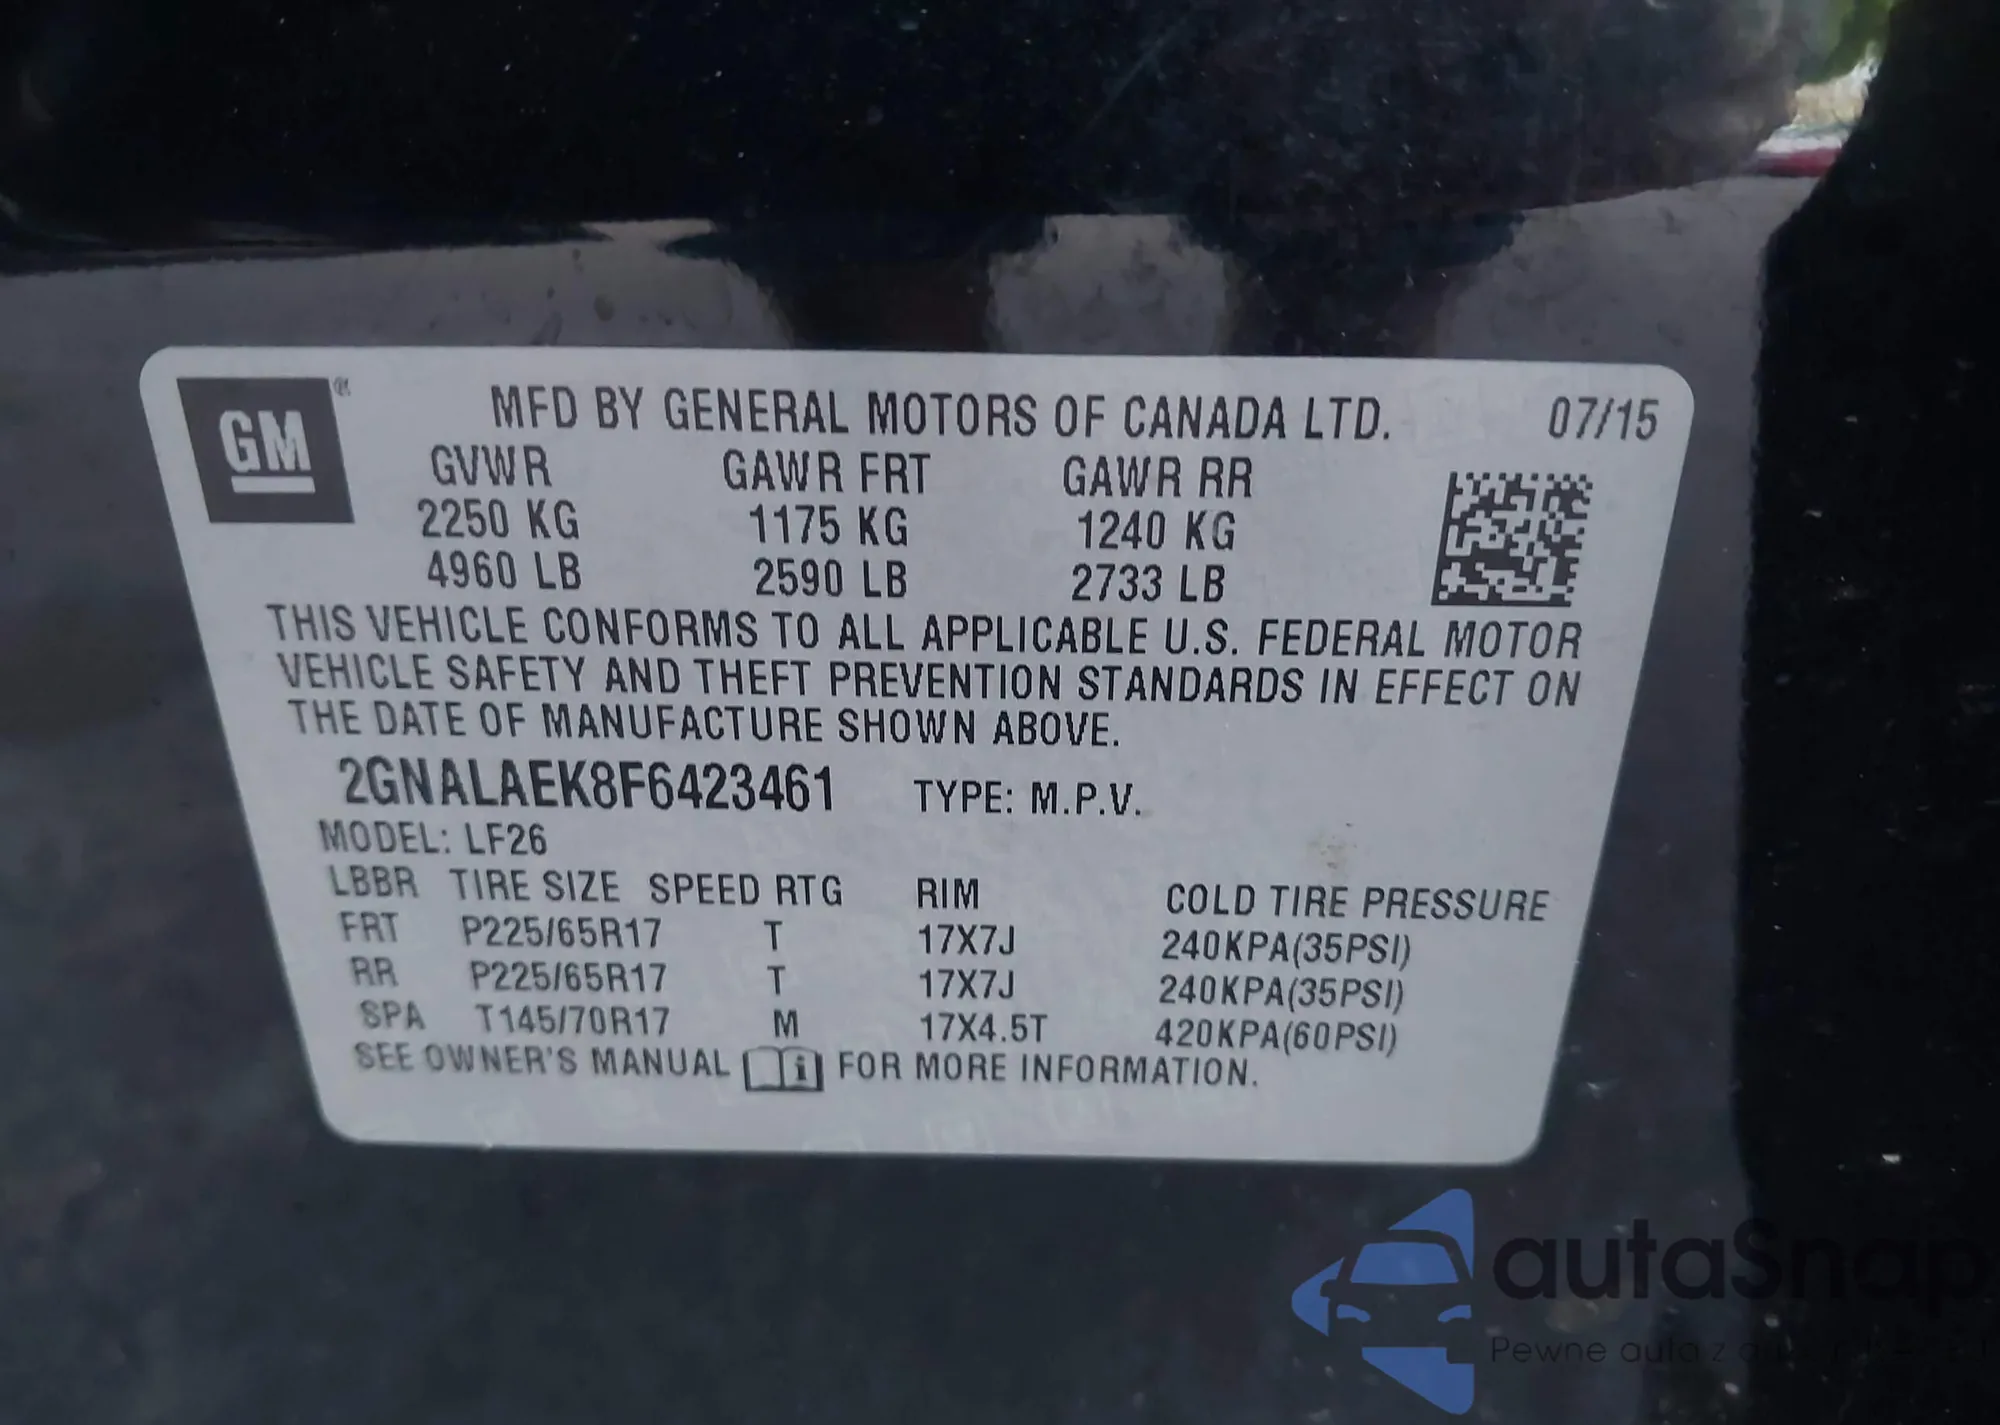 GM ®
MFD BY GENERAL MOTORS OF CANADA LTD. 07/15
GVWR GAWR FRT GAWR RR
2250 KG 1175 KG 1240 KG
4960 LB 2590 LB 2733 LB
THIS VEHICLE CONFORMS TO ALL APPLICABLE U.S. FEDERAL MOTOR
VEHICLE SAFETY AND THEFT PREVENTION STANDARDS IN EFFECT ON
THE DATE OF MANUFACTURE SHOWN ABOVE.
2GNALAEK8F6423461 TYPE: M.P.V.
MODEL: LF26
LBBR TIRE SIZE SPEED RTG RIM COLD TIRE PRESSURE
FRT P225/65R17 T 17X7J 240KPA(35PSI)
RR P225/65R17 T 17X7J 240KPA(35PSI)
SPA T145/70R17 M 17X4.5T 420KPA(60PSI)
SEE OWNER'S MANUAL i FOR MORE INFORMATION.
autaSnap
Pewne auta z